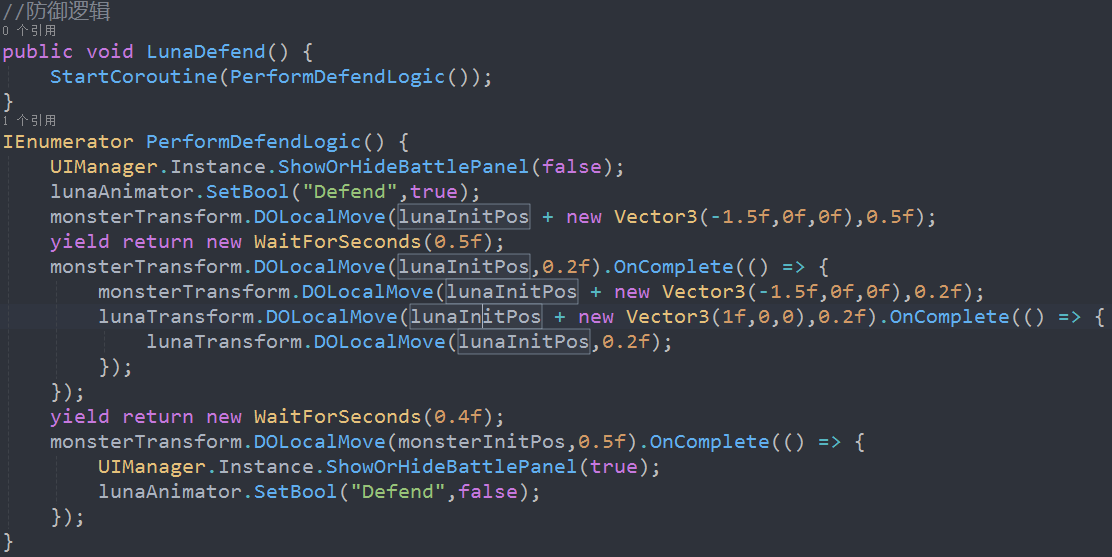 //防御逻辑
0 个引用
public void LunaDefend() {
    StartCoroutine(PerformDefendLogic());
}
1 个引用
IEnumerator PerformDefendLogic() {
    UIManager.Instance.ShowOrHideBattlePanel(false);
    lunaAnimator.SetBool("Defend",true);
    monsterTransform.DOLocalMove(lunaInitPos + new Vector3(-1.5f,0f,0f),0.5f);
    yield return new WaitForSeconds(0.5f);
    monsterTransform.DOLocalMove(lunaInitPos,0.2f).OnComplete(() => {
        monsterTransform.DOLocalMove(lunaInitPos + new Vector3(-1.5f,0f,0f),0.2f);
        lunaTransform.DOLocalMove(lunaInitPos + new Vector3(1f,0,0),0.2f).OnComplete(() => {
            lunaTransform.DOLocalMove(lunaInitPos,0.2f);
        });
    });
    yield return new WaitForSeconds(0.4f);
    monsterTransform.DOLocalMove(monsterInitPos,0.5f).OnComplete(() => {
        UIManager.Instance.ShowOrHideBattlePanel(true);
        lunaAnimator.SetBool("Defend",false);
    });
}